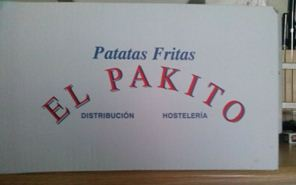 Patatas Fritas
EL PAKITO
DISTRIBUCIÓN HOSTELERÍA